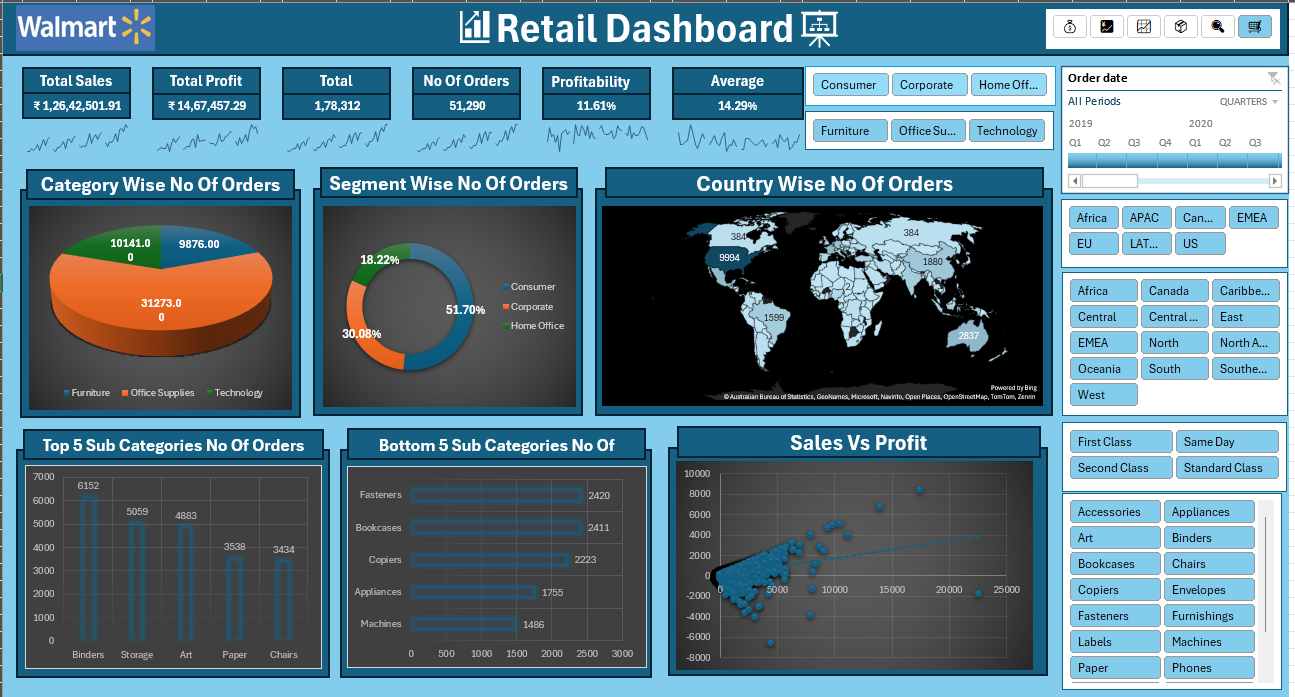 Walmart
Retail Dashboard
Total Sales
₹ 1,26,42,501.91
Total Profit
₹ 14,67,457.29
Total
1,78,312
No Of Orders
51,290
Profitability
11.61%
Average
14.29%
Consumer
Corporate
Home Off...
Furniture
Office Su...
Technology
Order date
All Periods
QUARTERS
2019
2020
Q1
Q2
Q3
Q4
Q1
Q2
Q3
Category Wise No Of Orders
10141.0
0
9876.00
31273.0
0
Furniture
Office Supplies
Technology
Segment Wise No Of Orders
18.22%
51.70%
30.08%
Consumer
Corporate
Home Office
Country Wise No Of Orders
384
384
9994
1880
2
1599
2837
Powered by Bing
© Australian Bureau of Statistics, GeoNames, Microsoft, Navinfo, Open Places, OpenStreetMap, TomTom, Zenrin
Africa
APAC
Can...
EMEA
EU
LAT...
US
Africa
Canada
Caribbe...
Central
Central ...
East
EMEA
North
North A...
Oceania
South
Southe...
West
Top 5 Sub Categories No Of Orders
7000
6000
5000
4000
3000
2000
1000
0
6152
5059
4883
3538
3434
Binders
Storage
Art
Paper
Chairs
Bottom 5 Sub Categories No Of
Fasteners
2420
Bookcases
2411
Copiers
2223
Appliances
1755
Machines
1486
0
500
1000
1500
2000
2500
3000
Sales Vs Profit
10000
8000
6000
4000
2000
0
-2000
-4000
-6000
-8000
0
5000
10000
15000
20000
25000
First Class
Same Day
Second Class
Standard Class
Accessories
Appliances
Art
Binders
Bookcases
Chairs
Copiers
Envelopes
Fasteners
Furnishings
Labels
Machines
Paper
Phones